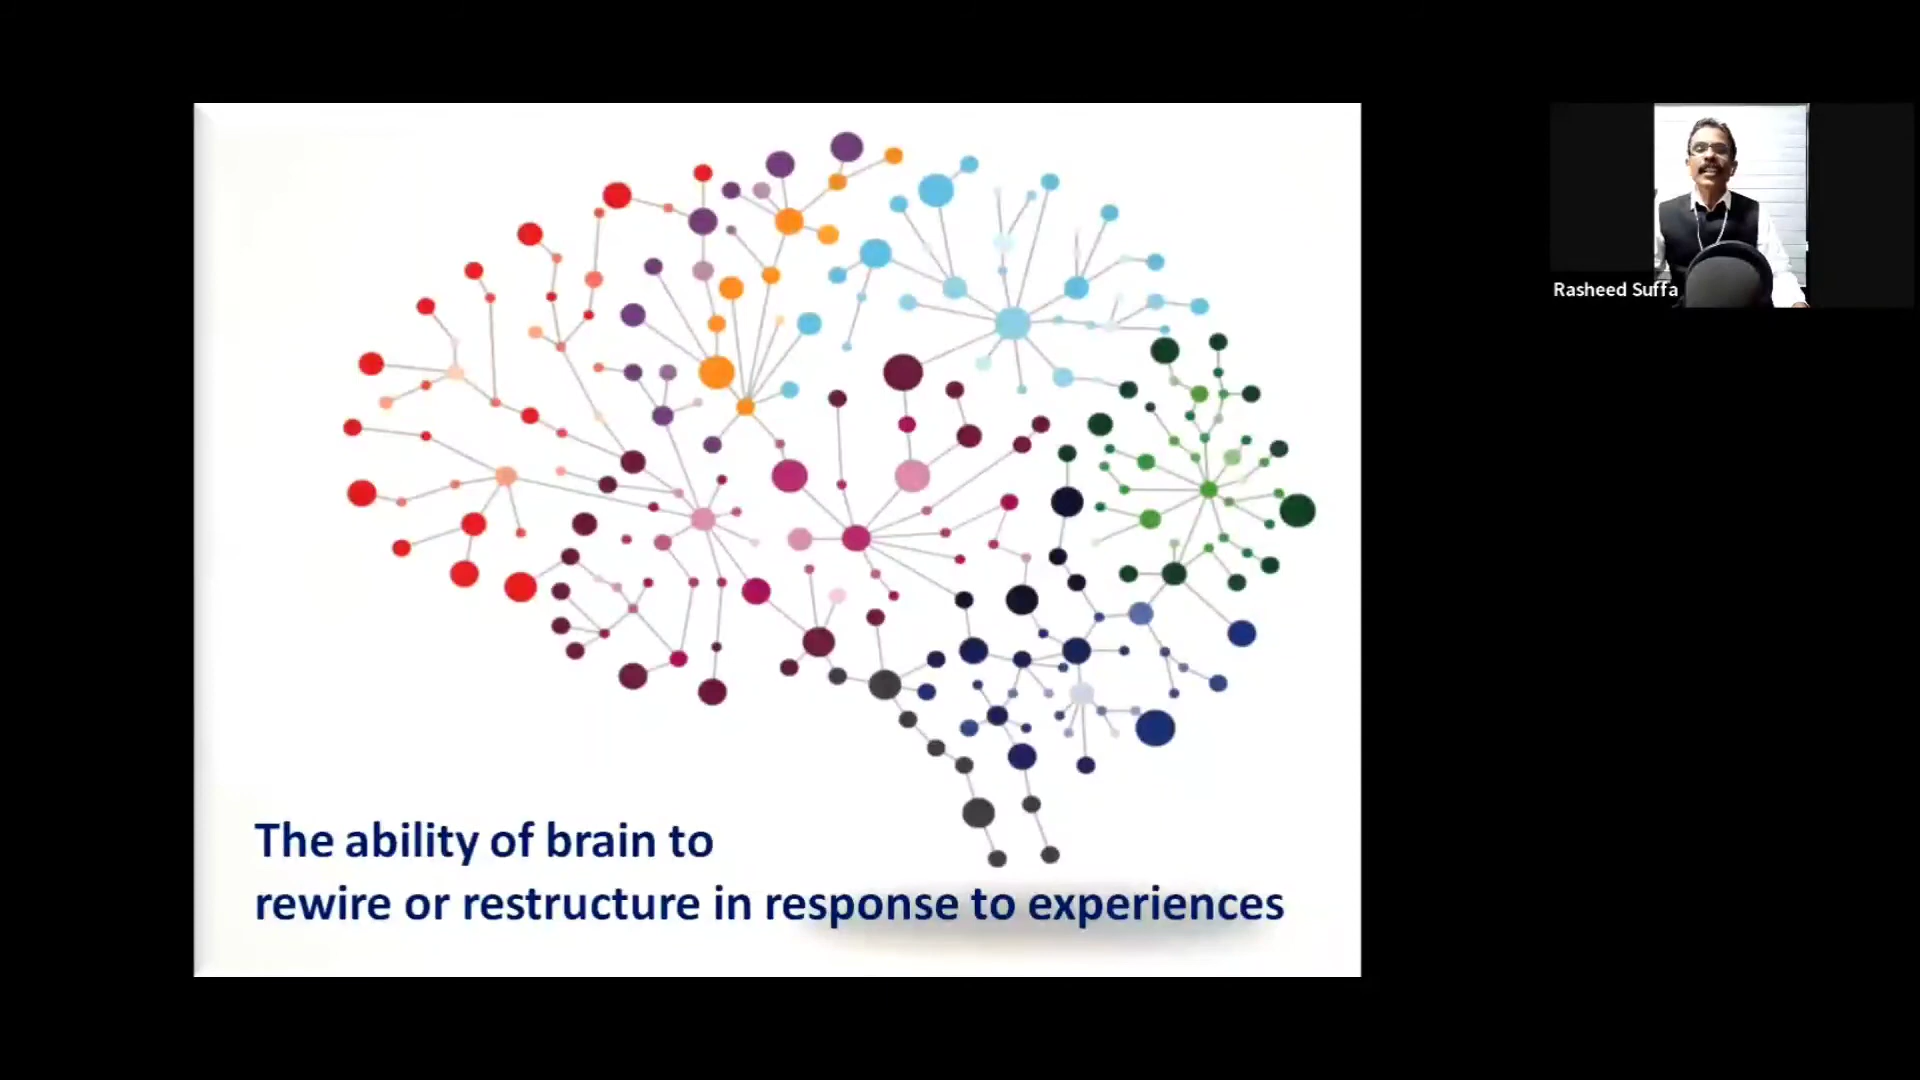 The ability of brain to
rewire or restructure in response to experiences
Rasheed Suffa